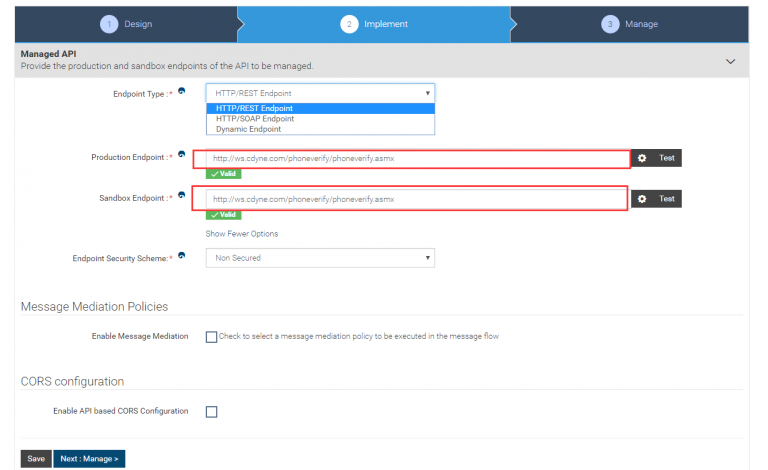 1 Design
2 Implement
3 Manage
Managed API
Provide the production and sandbox endpoints of the API to be managed.
Endpoint Type : *
HTTP/REST Endpoint
HTTP/REST Endpoint
HTTP/SOAP Endpoint
Dynamic Endpoint
Production Endpoint : *
http://ws.cdyne.com/phoneverify/phoneverify.asmx
Test
Valid
Sandbox Endpoint : *
http://ws.cdyne.com/phoneverify/phoneverify.asmx
Test
Valid
Show Fewer Options
Endpoint Security Scheme: *
Non Secured
Message Mediation Policies
Enable Message Mediation
Check to select a message mediation policy to be executed in the message flow
CORS configuration
Enable API based CORS Configuration
Save
Next : Manage >